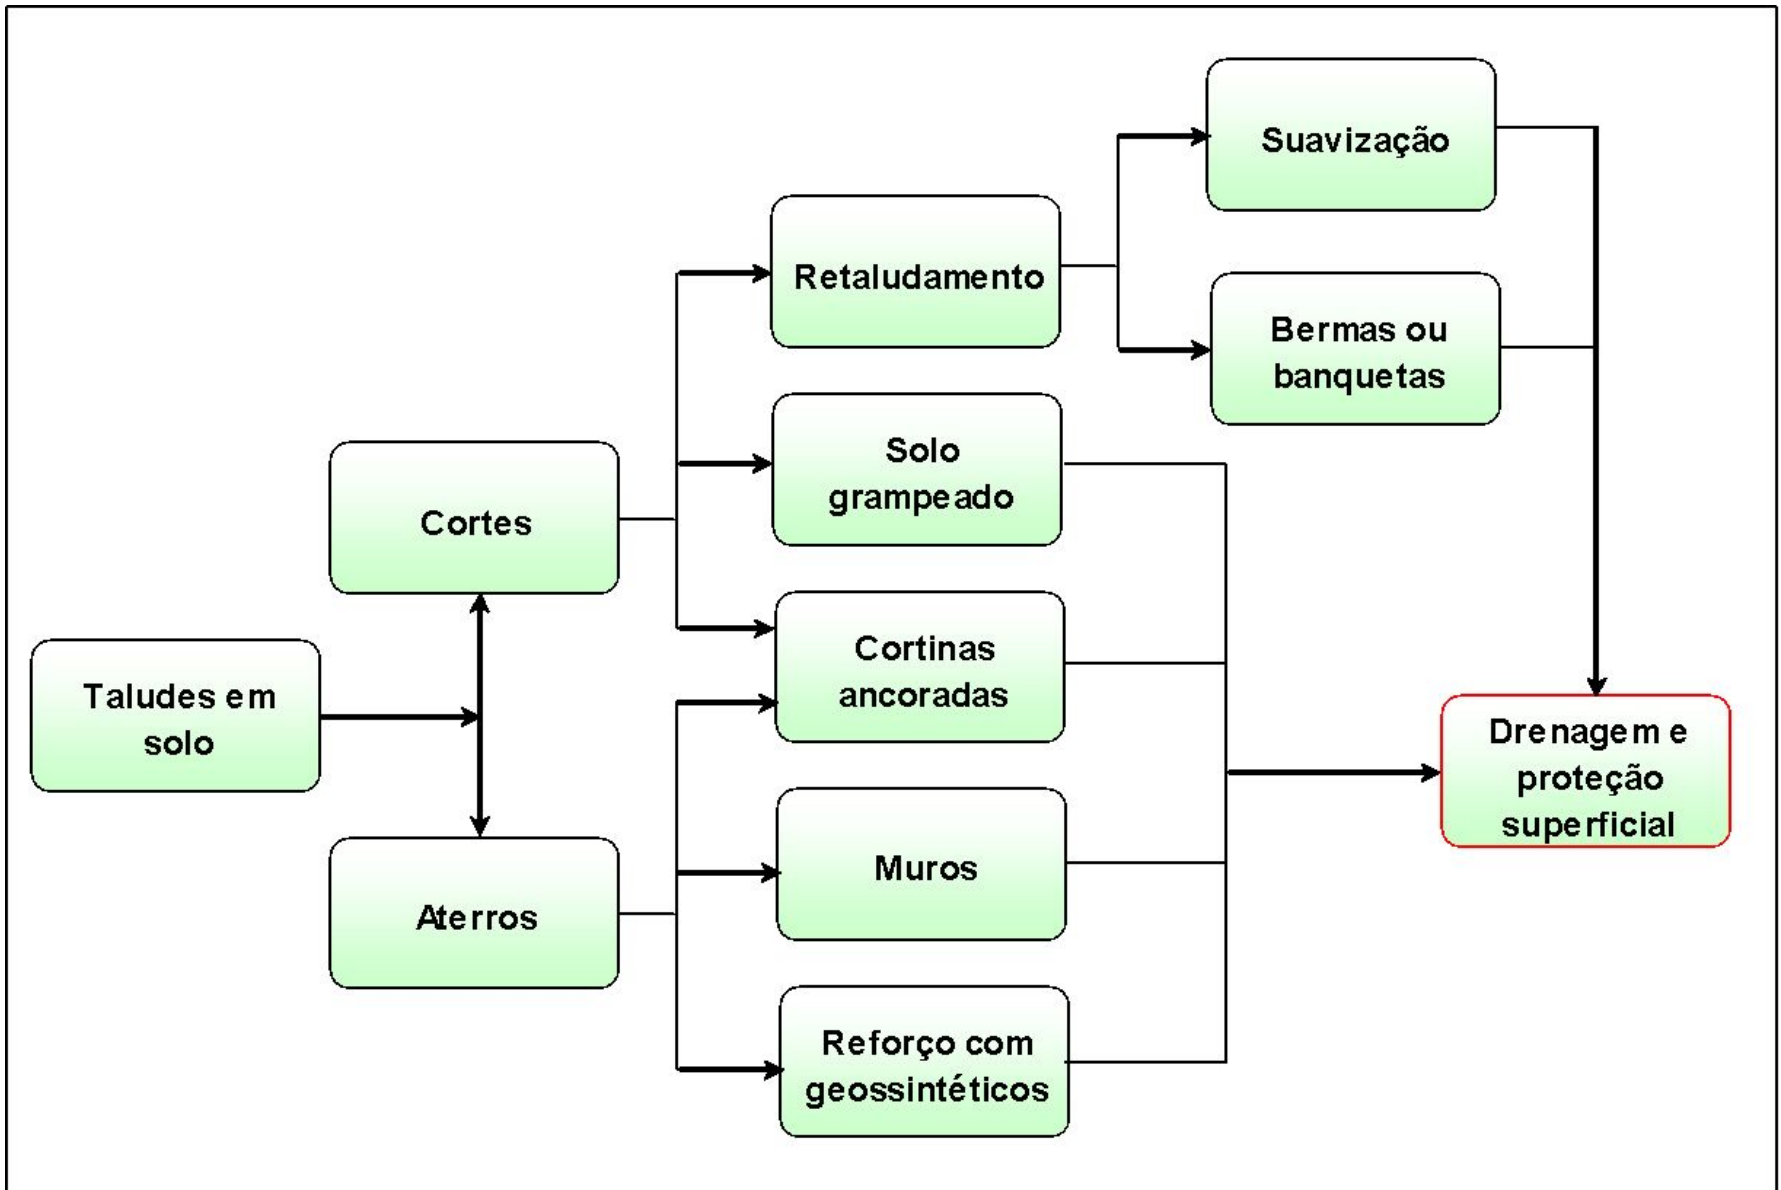 Taludes em
solo
Cortes
Aterros
Retaludamento
Solo
grampeado
Cortinas
ancoradas
Muros
Reforço com
geossintéticos
Suavização
Bermas ou
banquetas
Drenagem e
proteção
superficial